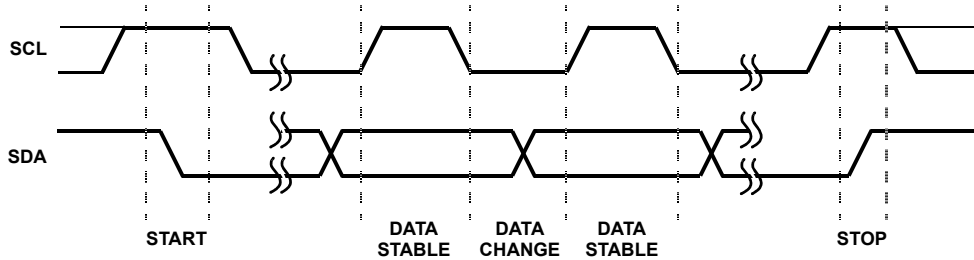 SCL
SDA
START
DATA
STABLE
DATA
CHANGE
DATA
STABLE
STOP